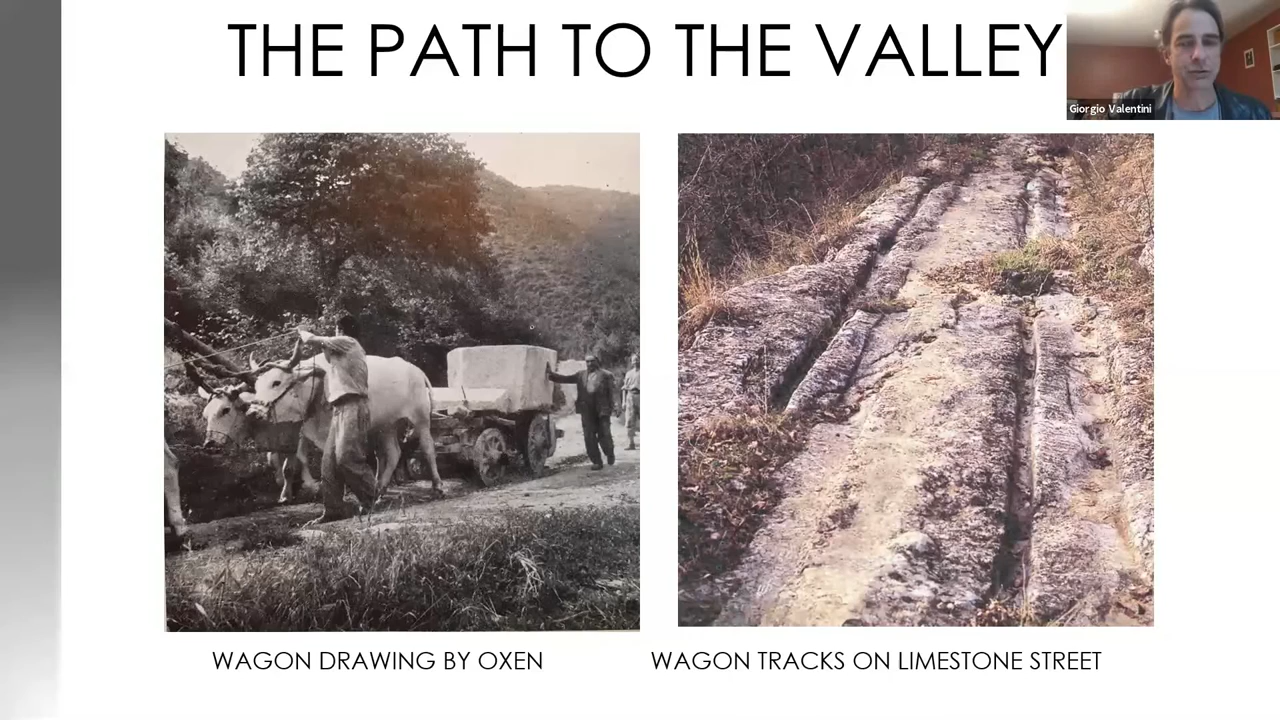 THE PATH TO THE VALLEY
Giorgio Valentini
WAGON DRAWING BY OXEN
WAGON TRACKS ON LIMESTONE STREET